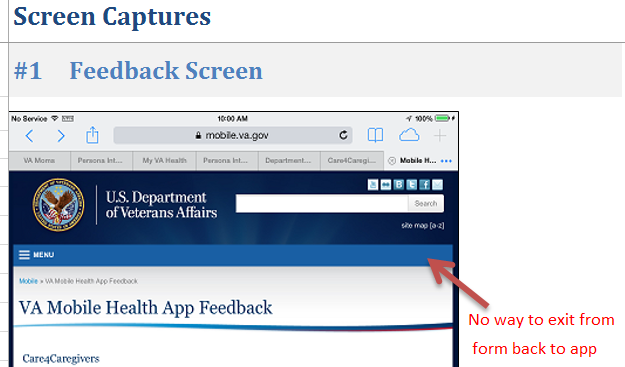 Screen Captures
#1 Feedback Screen
No Service 10:00 AM 100%
mobile.va.gov
VA Moms Persona Int... My VA Health Persona Int... Department... Care4Caregi... Mobile H...
U.S. Department
of Veterans Affairs
Search
site map [a-z]
MENU
Mobile » VA Mobile Health App Feedback
VA Mobile Health App Feedback
No way to exit from
form back to app
Care4Caregivers